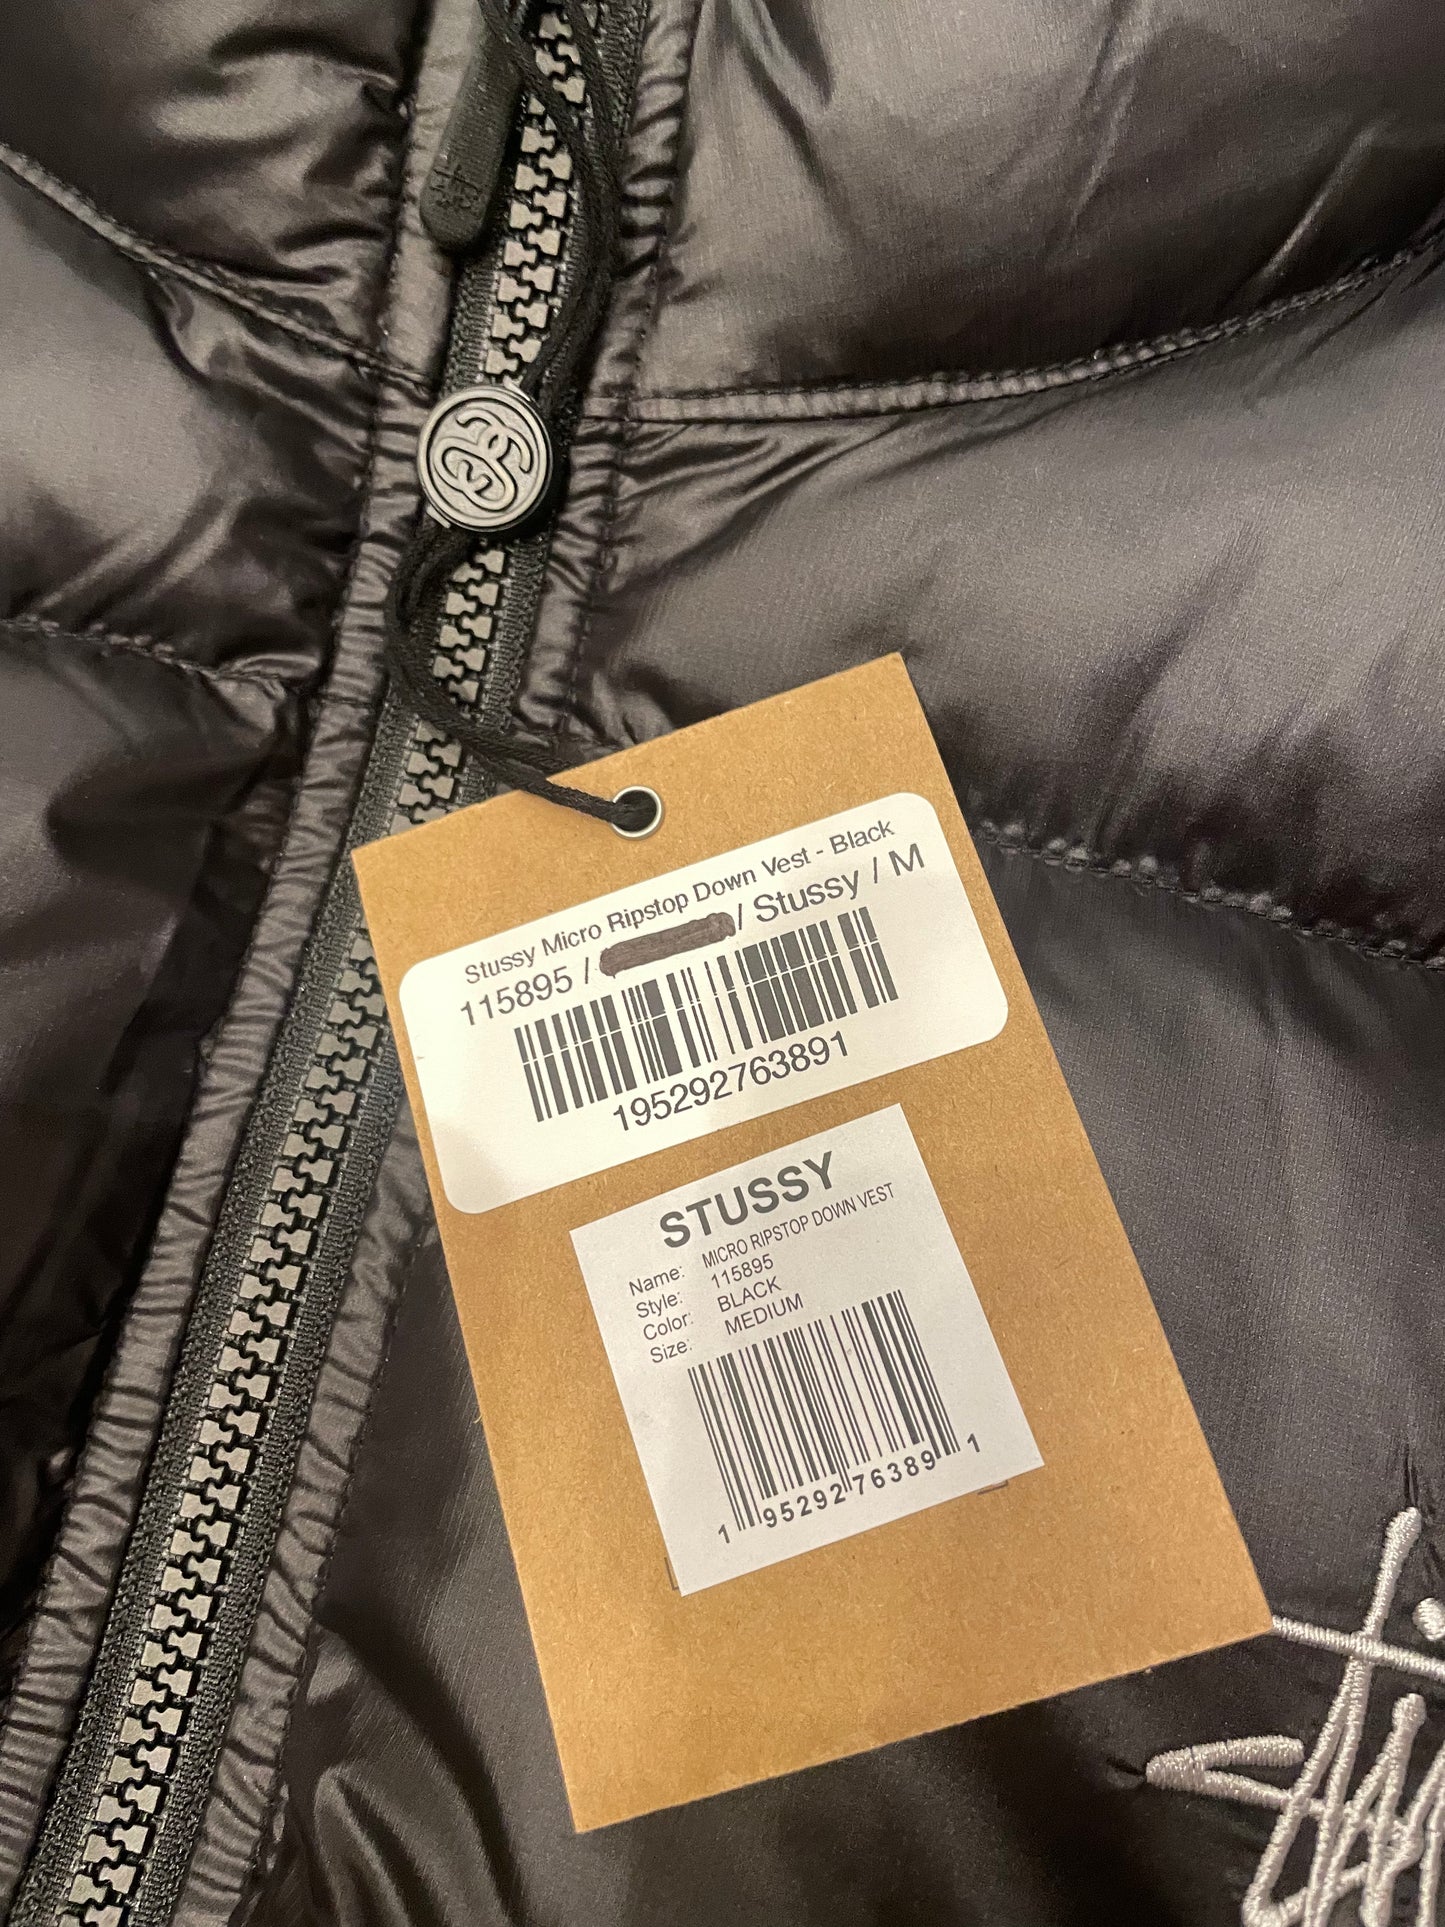 Stussy Micro Ripstop Down Vest - Black
115895 / / Stussy / M
195292763891
STUSSY
Name: MICRO RIPSTOP DOWN VEST
Style: 115895
Color: BLACK
Size: MEDIUM
1 95292 76389 1